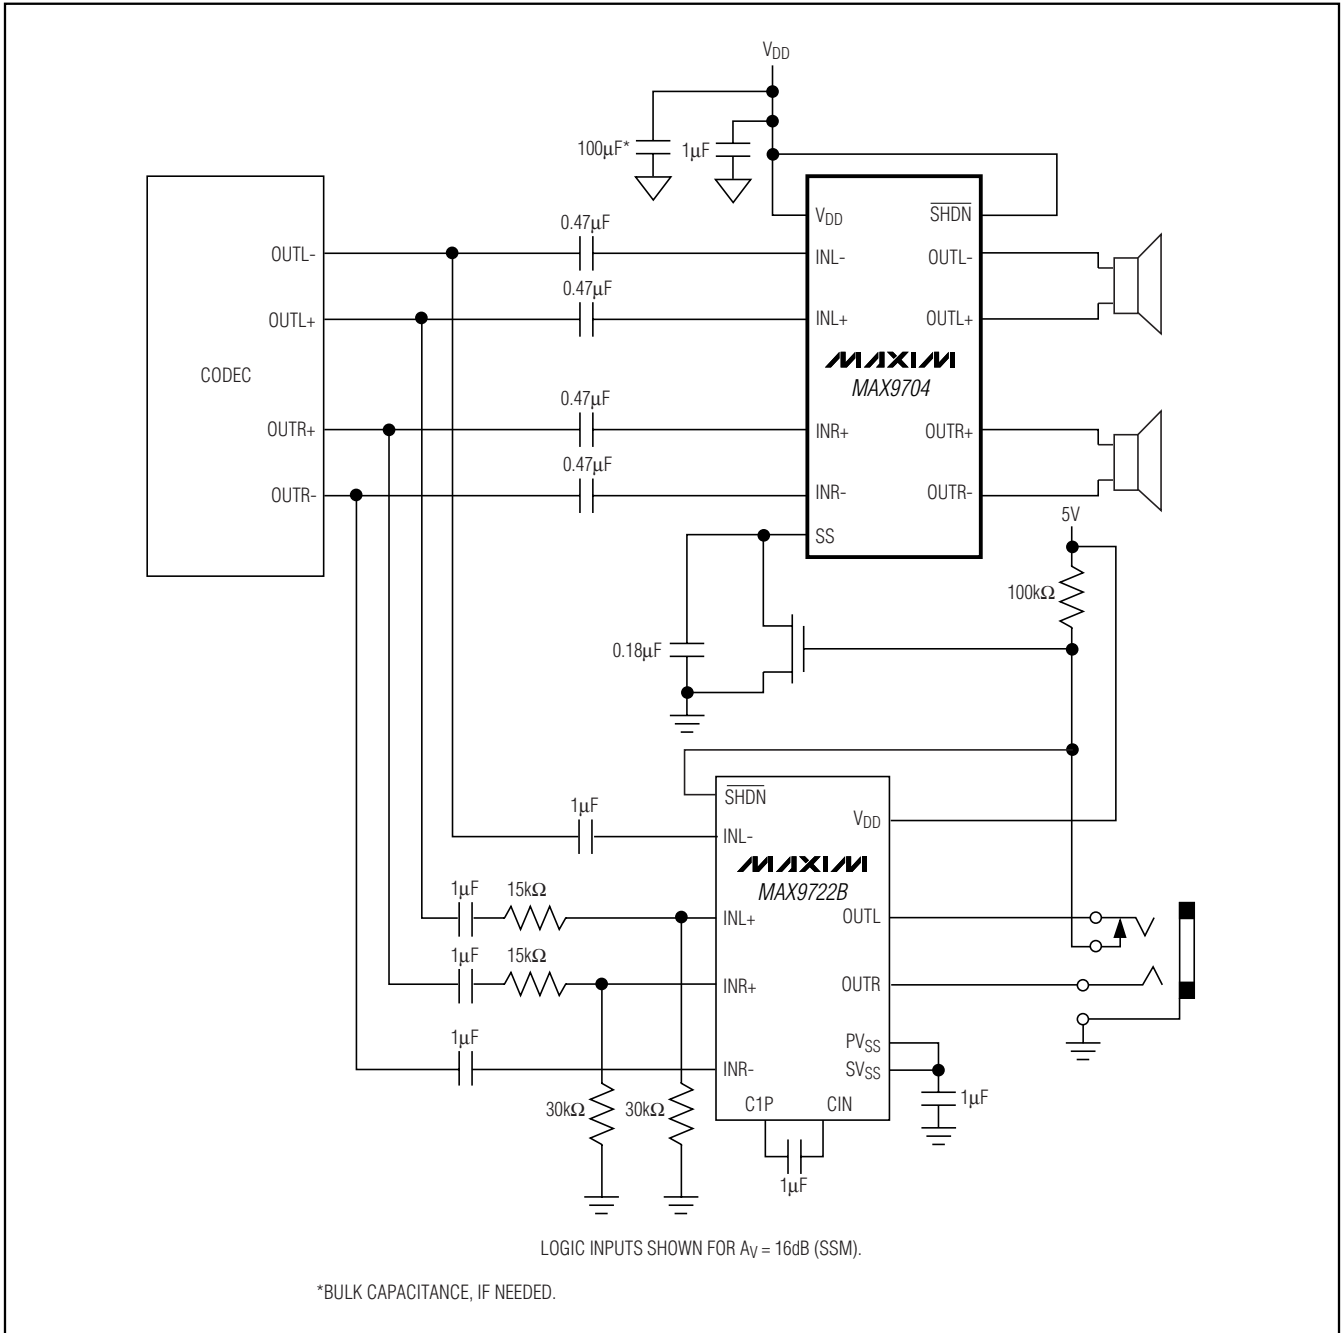 VDD
100μF*
1μF
VDD
SHDN
0.47μF
OUTL-
INL-
OUTL-
0.47μF
OUTL+
INL+
OUTL+
CODEC
MAXIM
MAX9704
0.47μF
OUTR+
INR+
OUTR+
0.47μF
OUTR-
INR-
OUTR-
5V
SS
100kΩ
0.18μF
SHDN
1μF
VDD
INL-
MAXIM
MAX9722B
1μF
15kΩ
INL+
OUTL
1μF
15kΩ
INR+
OUTR
1μF
PVSS
INR-
SVSS
30kΩ
30kΩ
C1P
CIN
1μF
1μF
LOGIC INPUTS SHOWN FOR AV = 16dB (SSM).
*BULK CAPACITANCE, IF NEEDED.